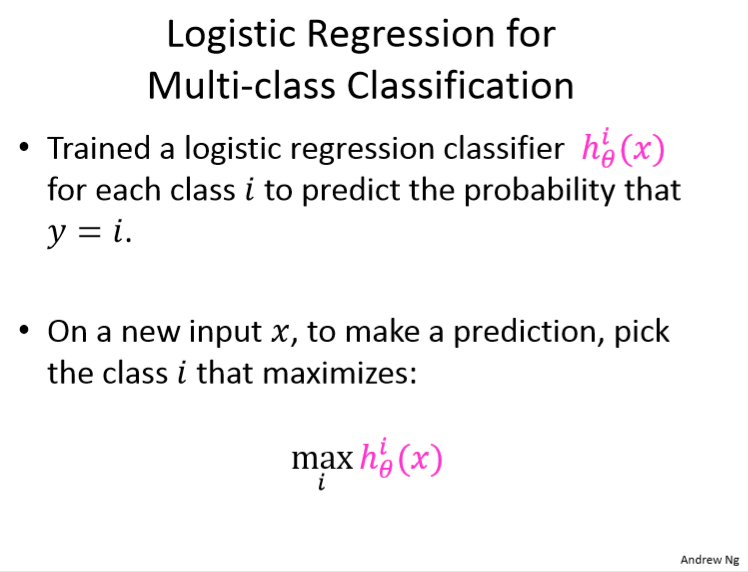 Logistic Regression for
Multi-class Classification
• Trained a logistic regression classifier $h_\theta^i(x)$
for each class $i$ to predict the probability that
$y = i$.
• On a new input $x$, to make a prediction, pick
the class $i$ that maximizes:
$\max_i h_\theta^i(x)$
Andrew Ng